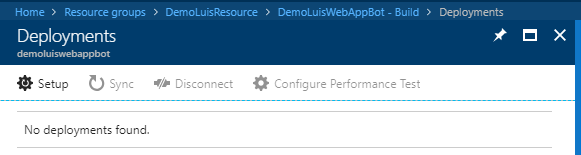 Home > Resource groups > DemoLuisResource > DemoLuisWebAppBot - Build > Deployments
Deployments
demoluiswebappbot
Setup Sync Disconnect Configure Performance Test
No deployments found.